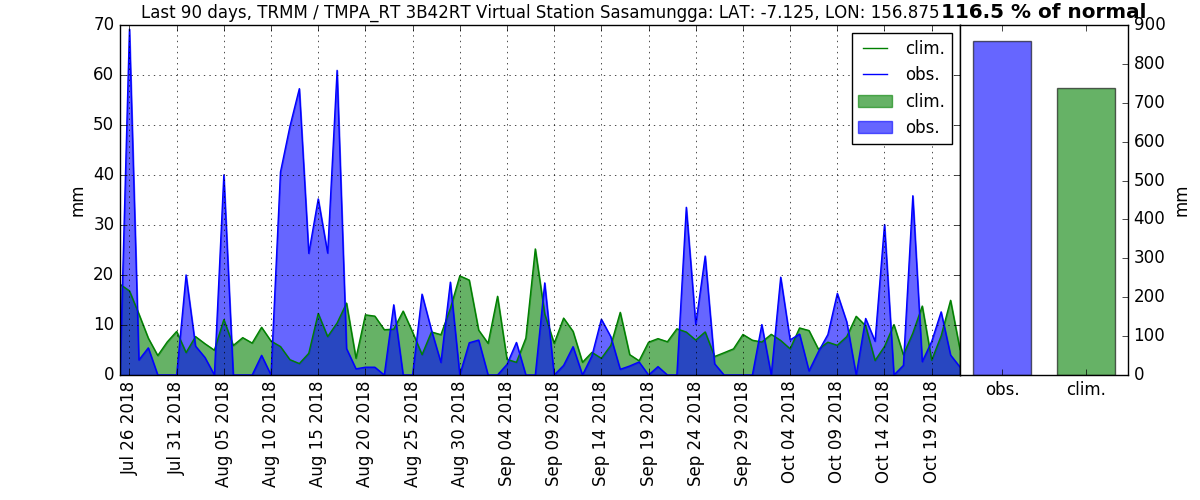 Last 90 days, TRMM / TMPA_RT 3B42RT Virtual Station Sasamungga: LAT: -7.125, LON: 156.875
116.5 % of normal
70
60
50
40
30
20
10
0
mm
clim.
obs.
clim.
obs.
Jul 26 2018
Jul 31 2018
Aug 05 2018
Aug 10 2018
Aug 15 2018
Aug 20 2018
Aug 25 2018
Aug 30 2018
Sep 04 2018
Sep 09 2018
Sep 14 2018
Sep 19 2018
Sep 24 2018
Sep 29 2018
Oct 04 2018
Oct 09 2018
Oct 14 2018
Oct 19 2018
900
800
700
600
500
400
300
200
100
0
mm
obs.
clim.